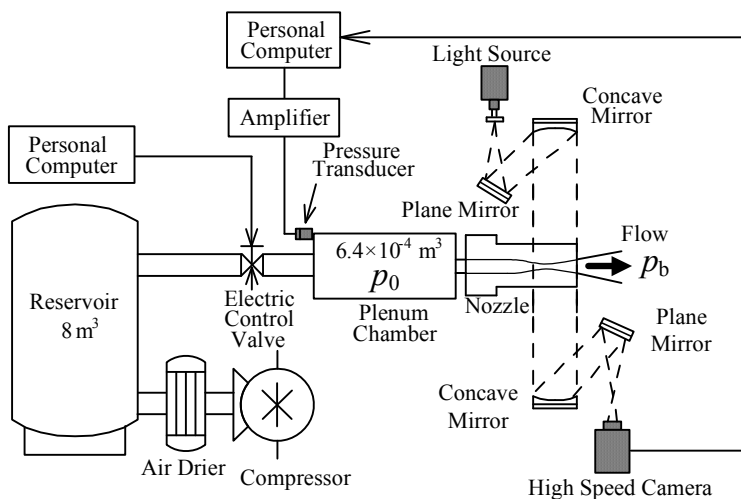 Personal
Computer
Light Source
Concave
Mirror
Amplifier
Personal
Computer
Pressure
Transducer
Plane Mirror
6.4×10⁻⁴ m³
p₀
Flow
p_b
Reservoir
8 m³
Electric
Control
Valve
Plenum
Chamber
Nozzle
Plane
Mirror
Concave
Mirror
Air Drier
Compressor
High Speed Camera